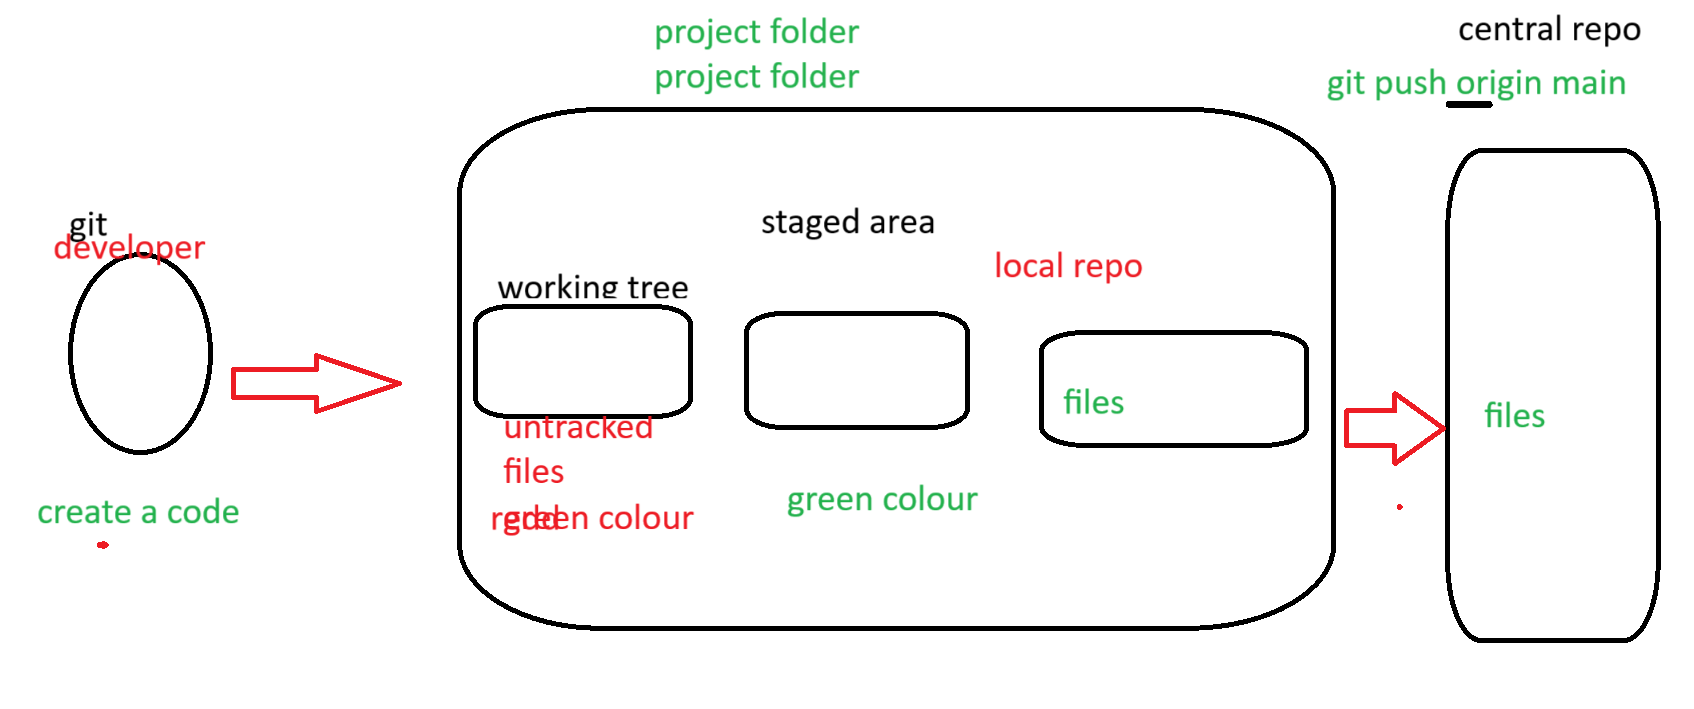 project folder
project folder
central repo
git push origin main
git
developer
staged area
local repo
working tree
untracked
files
green colour
files
files
green colour
create a code